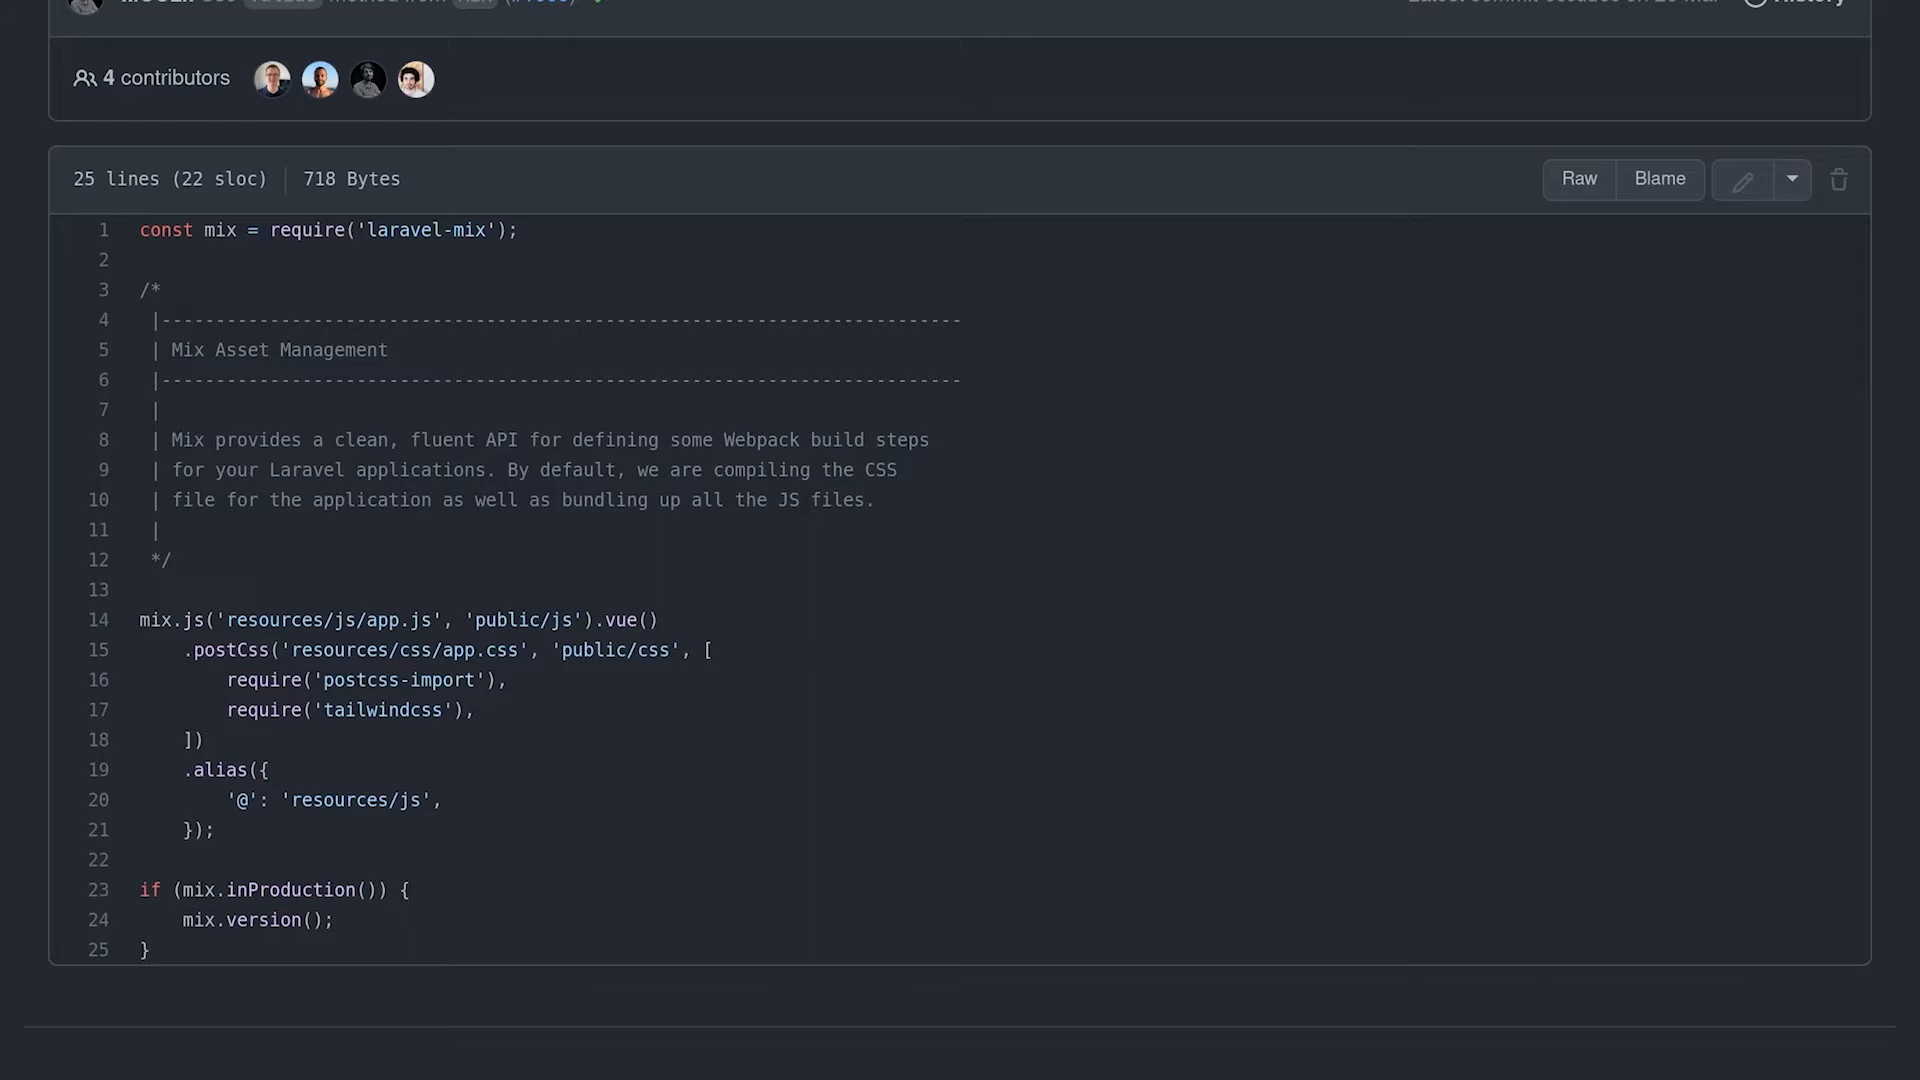 4 contributors
25 lines (22 sloc) 718 Bytes
Raw Blame
1 const mix = require('laravel-mix');
2
3 /*
4 |--------------------------------------------------------------------------
5 | Mix Asset Management
6 |--------------------------------------------------------------------------
7 |
8 | Mix provides a clean, fluent API for defining some Webpack build steps
9 | for your Laravel applications. By default, we are compiling the CSS
10 | file for the application as well as bundling up all the JS files.
11 |
12 */
13
14 mix.js('resources/js/app.js', 'public/js').vue()
15 .postCss('resources/css/app.css', 'public/css', [
16 require('postcss-import'),
17 require('tailwindcss'),
18 ])
19 .alias({
20 '@': 'resources/js',
21 });
22
23 if (mix.inProduction()) {
24 mix.version();
25 }